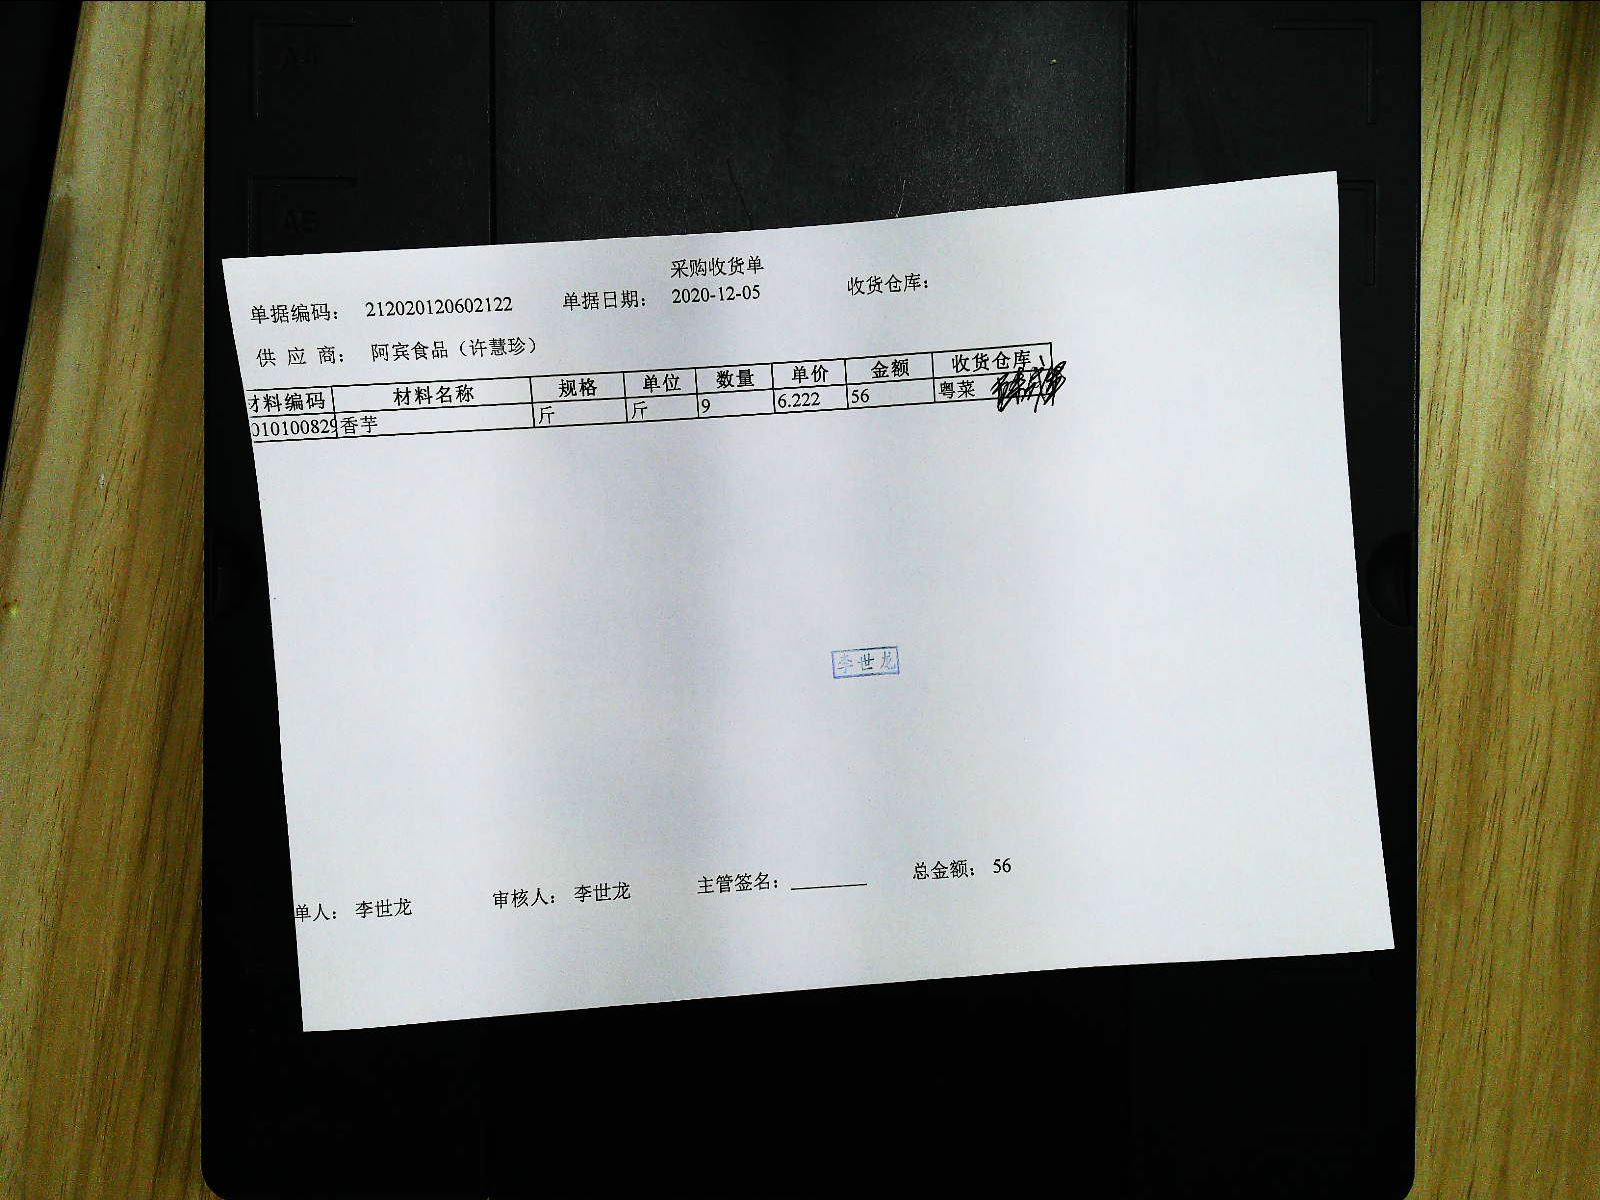 采购收货单
单据编码： 212020120602122 单据日期： 2020-12-05 收货仓库：
供 应 商： 阿宾食品（许慧珍）
材料编码 材料名称 规格 单位 数量 单价 金额 收货仓库
010100829 香芋 斤 斤 9 6.222 56 粤菜
李世龙
单人： 李世龙 审核人： 李世龙 主管签名：________ 总金额： 56